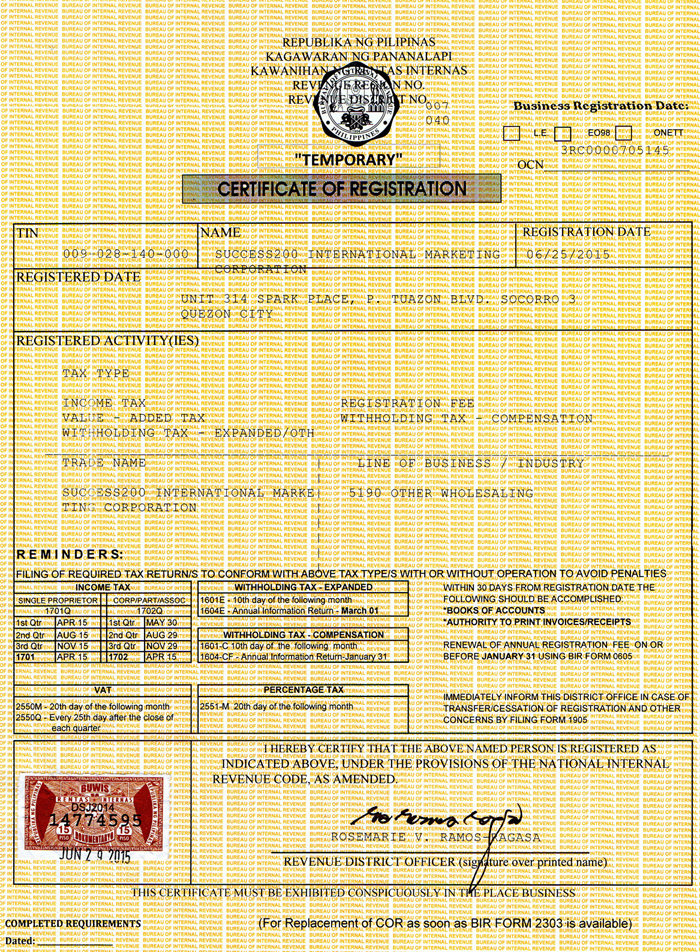 REPUBLIKA NG PILIPINAS
KAGAWARAN NG PANANALAPI
KAWANIHAN NG RENTAS INTERNAS
REVENUE REGION NO. 007
REVENUE DISTRICT NO. 040
PHILIPPINES
Business Registration Date:
L.E EO98 ONETT
3RC0000705145
OCN
"TEMPORARY"
CERTIFICATE OF REGISTRATION
TIN NAME REGISTRATION DATE
009-028-140-000 SUCCESS200 INTERNATIONAL MARKETING 06/25/2015
CORPORATION
REGISTERED DATE
UNIT 314 SPARK PLACE, P. TUAZON BLVD. SOCORRO 3
QUEZON CITY
REGISTERED ACTIVITY(IES)
TAX TYPE
INCOME TAX REGISTRATION FEE
VALUE - ADDED TAX WITHHOLDING TAX - COMPENSATION
WITHHOLDING TAX - EXPANDED/OTH
TRADE NAME LINE OF BUSINESS / INDUSTRY
SUCCESS200 INTERNATIONAL MARKE 5190 OTHER WHOLESALING
TING CORPORATION
REMINDERS:
FILING OF REQUIRED TAX RETURN/S TO CONFORM WITH ABOVE TAX TYPE/S WITH OR WITHOUT OPERATION TO AVOID PENALTIES
INCOME TAX
SINGLE PROPRIETOR CORP/PART/ASSOC
1701Q 1702Q
1st Qtr APR 15 1st Qtr MAY 30
2nd Qtr AUG 15 2nd Qtr AUG 29
3rd Qtr NOV 15 3rd Qtr NOV 29
1701 APR 15 1702 APR 15
WITHHOLDING TAX - EXPANDED
1601E - 10th day of the following month
1604E - Annual Information Return - March 01
WITHHOLDING TAX - COMPENSATION
1601-C 10th day of the following month
1604-CF - Annual Information Return-January 31
WITHIN 30 DAYS FROM REGISTRATION DATE THE
FOLLOWING SHOULD BE ACCOMPLISHED:
*BOOKS OF ACCOUNTS
*AUTHORITY TO PRINT INVOICES/RECEIPTS
RENEWAL OF ANNUAL REGISTRATION FEE ON OR
BEFORE JANUARY 31 USING BIR FORM 0605
VAT
2550M - 20th day of the following month
2550Q - Every 25th day after the close of
each quarter
PERCENTAGE TAX
2551-M 20th day of the following month
IMMEDIATELY INFORM THIS DISTRICT OFFICE IN CASE OF
TRANSFER/CESSATION OF REGISTRATION AND OTHER
CONCERNS BY FILING FORM 1905
I HEREBY CERTIFY THAT THE ABOVE NAMED PERSON IS REGISTERED AS
INDICATED ABOVE, UNDER THE PROVISIONS OF THE NATIONAL INTERNAL
REVENUE CODE, AS AMENDED.
BUWIS
RENTAS INTERNAS
DSJ2014
14774595
15 15
PISO PISO
DOKUMENTARYO
JUN 29 2015
ROSEMARIE V. RAMOS-RAGASA
REVENUE DISTRICT OFFICER (signature over printed name)
THIS CERTIFICATE MUST BE EXHIBITED CONSPICUOUSLY IN THE PLACE BUSINESS
COMPLETED REQUIREMENTS (For Replacement of COR as soon as BIR FORM 2303 is available)
Dated: